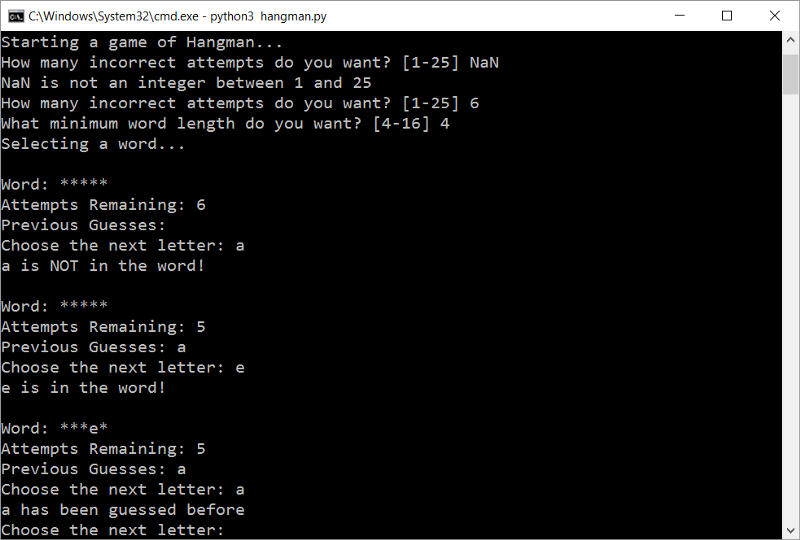 C:\Windows\System32\cmd.exe - python3  hangman.py
Starting a game of Hangman...
How many incorrect attempts do you want? [1-25] NaN
NaN is not an integer between 1 and 25
How many incorrect attempts do you want? [1-25] 6
What minimum word length do you want? [4-16] 4
Selecting a word...

Word: *****
Attempts Remaining: 6
Previous Guesses:
Choose the next letter: a
a is NOT in the word!

Word: *****
Attempts Remaining: 5
Previous Guesses: a
Choose the next letter: e
e is in the word!

Word: ***e*
Attempts Remaining: 5
Previous Guesses: a
Choose the next letter: a
a has been guessed before
Choose the next letter: